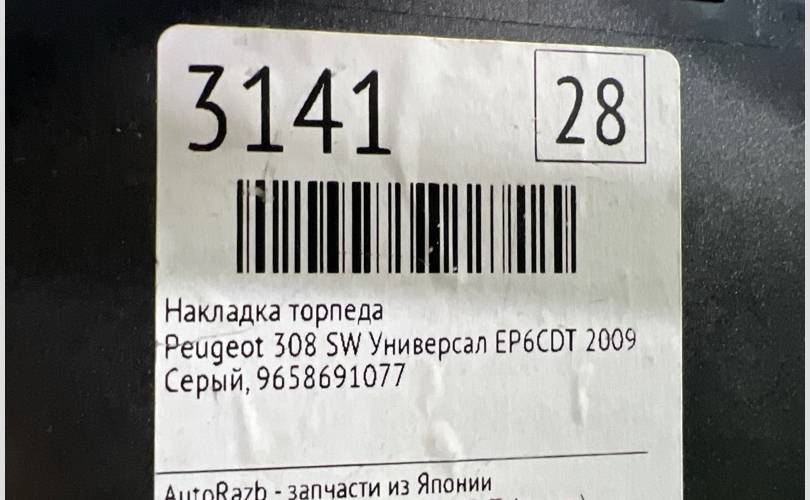 3141
28
Накладка торпеда
Peugeot 308 SW Универсал EP6CDT 2009
Серый, 9658691077
AutoRazb - запчасти из Японии